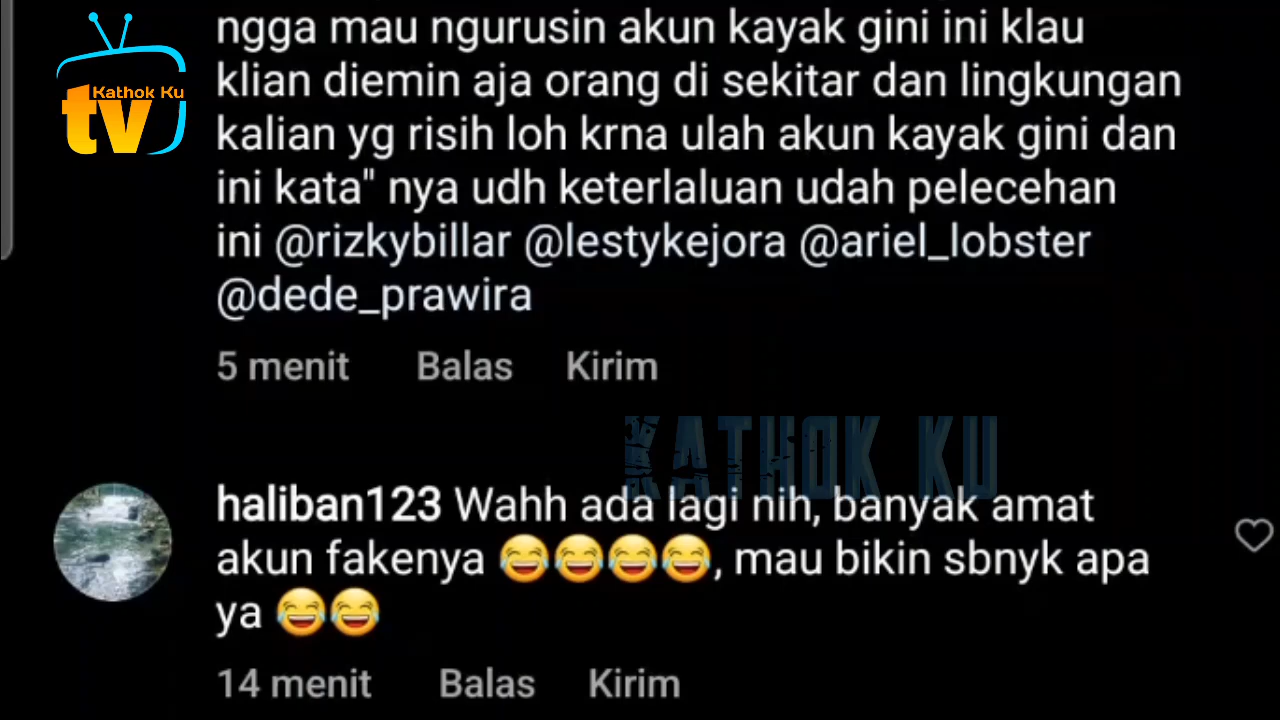 ngga mau ngurusin akun kayak gini ini klau
klian diemin aja orang di sekitar dan lingkungan
Kathok Ku
tv
kalian yg risih loh krna ulah akun kayak gini dan
ini kata" nya udh keterlaluan udah pelecehan
ini @rizkybillar @lestykejora @ariel_lobster
@dede_prawira
5 menit Balas Kirim
KATHOK KU
haliban123 Wahh ada lagi nih, banyak amat
akun fakenya 😂😂😂😂, mau bikin sbnyk apa
ya 😂😂
14 menit Balas Kirim